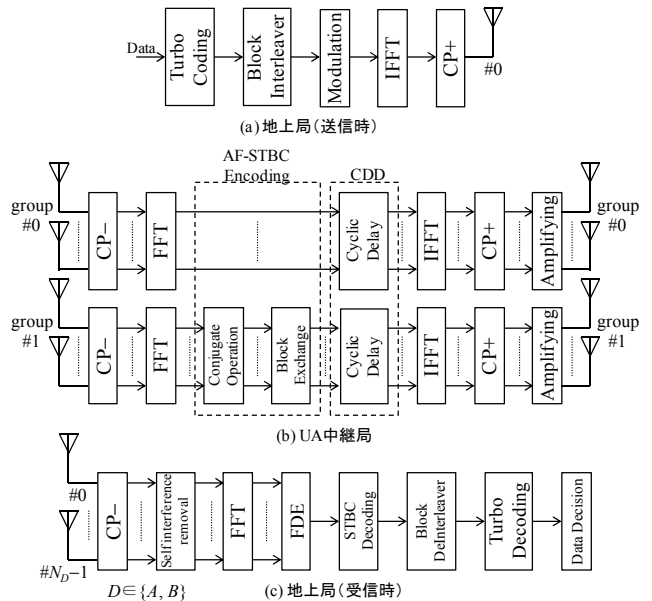 Data
Turbo
Coding
Block
Interleaver
Modulation
IFFT
CP+
#0
(a) 地上局(送信時)
AF-STBC
Encoding
CDD
group
#0
CP−
FFT
Cyclic
Delay
IFFT
CP+
Amplifying
group
#0
group
#1
CP−
FFT
Conjugate
Operation
Block
Exchange
Cyclic
Delay
IFFT
CP+
Amplifying
group
#1
(b) UA中継局
#0
#N_D−1
CP−
Self interference
removal
FFT
FDE
STBC
Decoding
Block
DeInterleaver
Turbo
Decoding
Data Decision
D∈{A, B}
(c) 地上局(受信時)